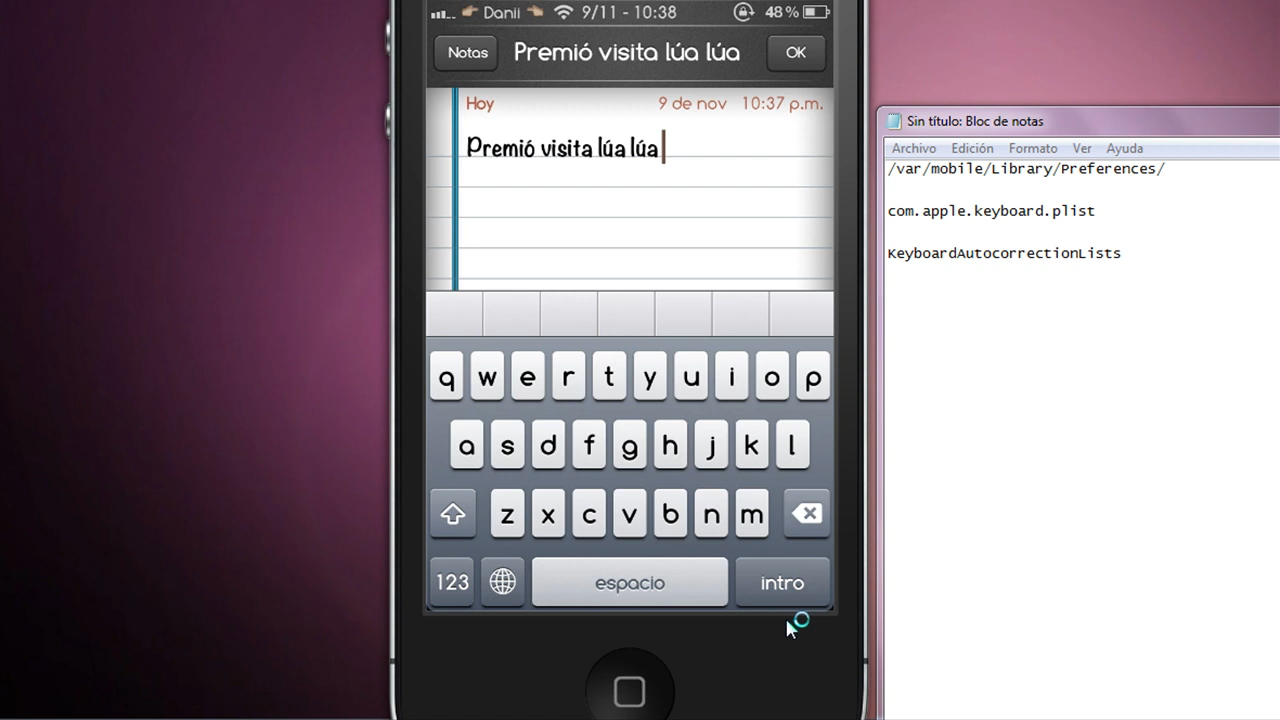 Danii 9/11 - 10:38 48%
Notas Premió visita lúa lúa OK
Hoy 9 de nov 10:37 p.m.
Premió visita lúa lúa
q w e r t y u i o p
a s d f g h j k l
z x c v b n m
123 espacio intro
Sin título: Bloc de notas
Archivo Edición Formato Ver Ayuda
/var/mobile/Library/Preferences/
com.apple.keyboard.plist
KeyboardAutocorrectionLists